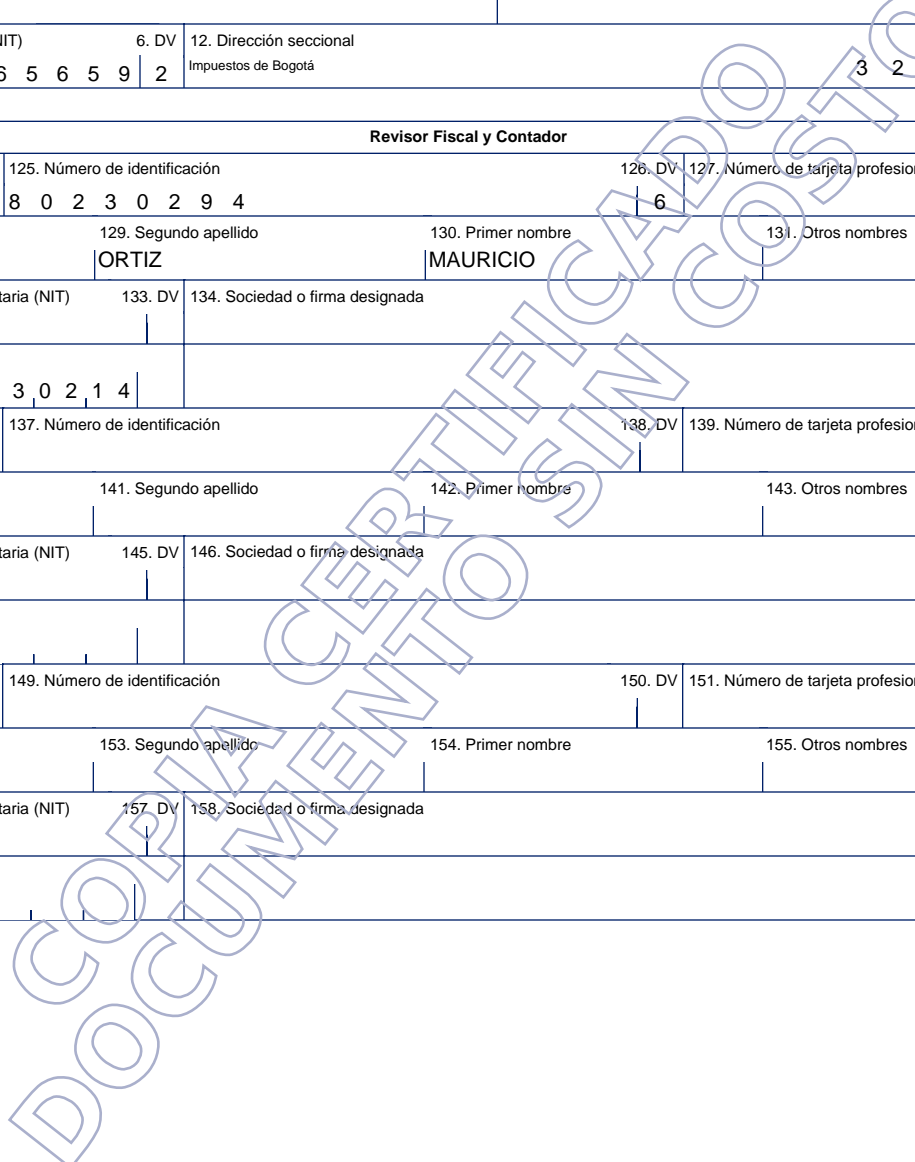 NIT) 6. DV 12. Dirección seccional
6 5 6 5 9 2 Impuestos de Bogotá 3 2
Revisor Fiscal y Contador
125. Número de identificación 126. DV 127. Número de tarjeta profesion
8 0 2 3 0 2 9 4 6
129. Segundo apellido 130. Primer nombre 131. Otros nombres
ORTIZ MAURICIO
taria (NIT) 133. DV 134. Sociedad o firma designada
3 0 2 1 4
137. Número de identificación 138. DV 139. Número de tarjeta profesion
141. Segundo apellido 142. Primer nombre 143. Otros nombres
taria (NIT) 145. DV 146. Sociedad o firma designada
149. Número de identificación 150. DV 151. Número de tarjeta profesion
153. Segundo apellido 154. Primer nombre 155. Otros nombres
taria (NIT) 157. DV 158. Sociedad o firma designada
COPIA CERTIFICADO
DOCUMENTO SIN COSTO